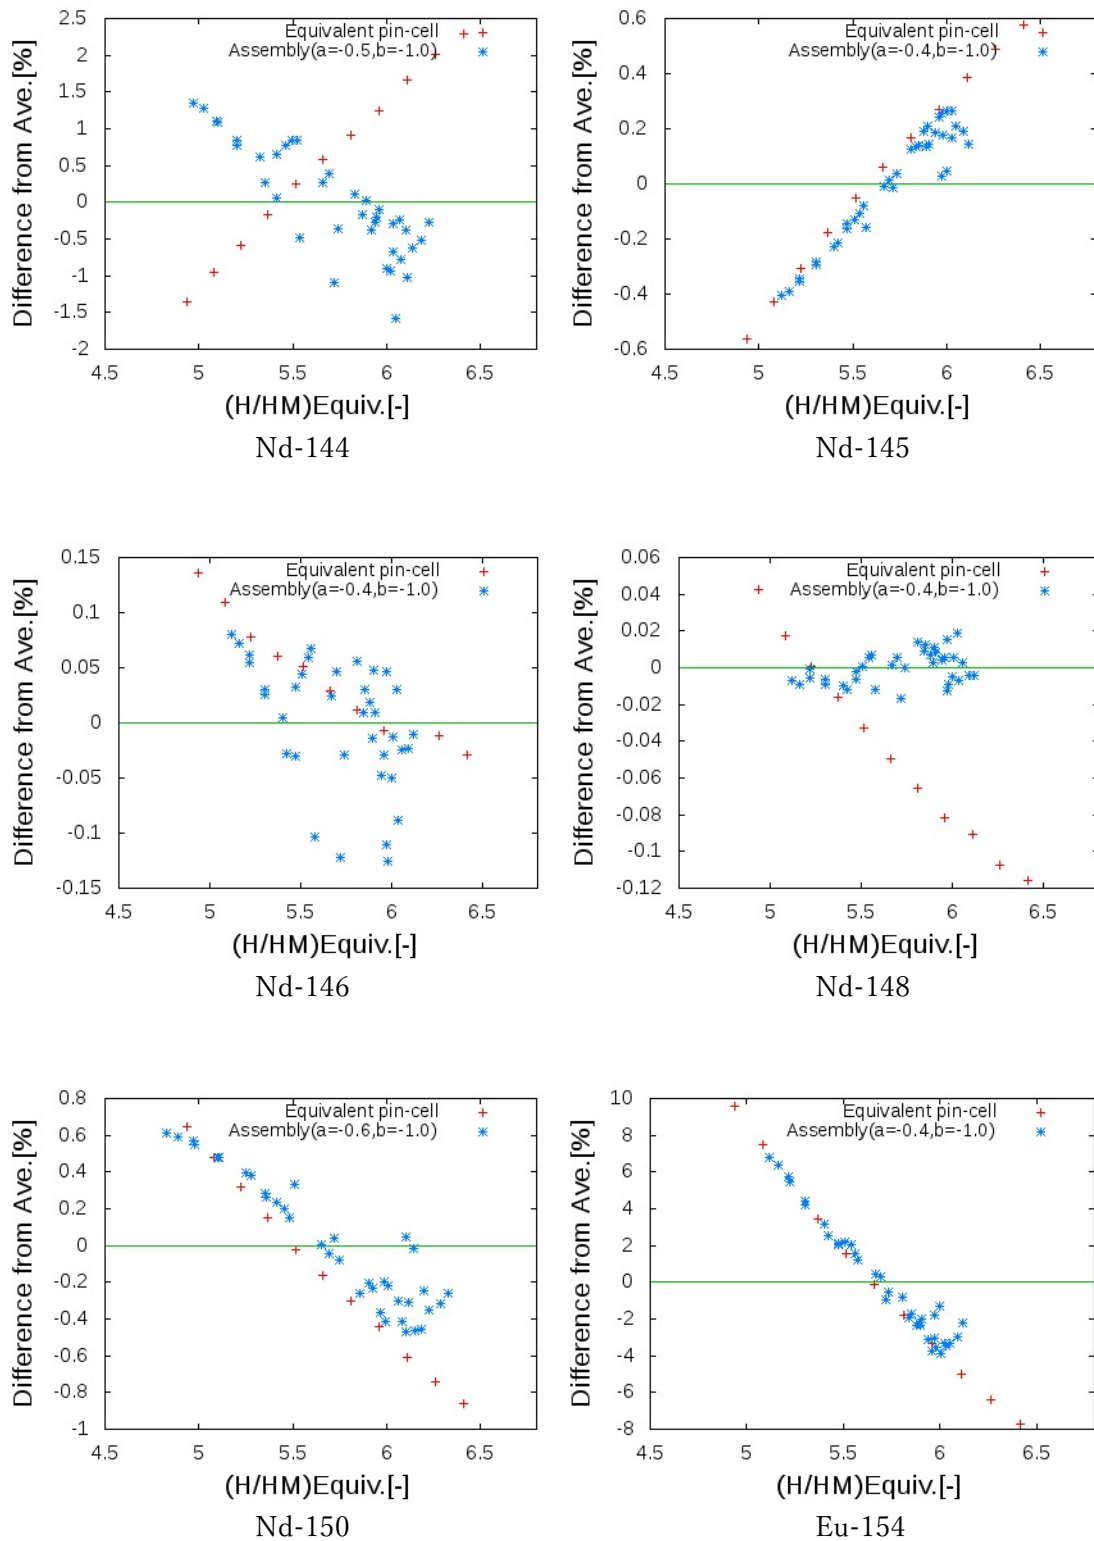 2.5
2
1.5
1
0.5
0
-0.5
-1
-1.5
-2
4.5 5 5.5 6 6.5
Difference from Ave.[%]
Equivalent pin-cell
Assembly(a=-0.5,b=-1.0)
(H/HM)Equiv.[-]
Nd-144
0.6
0.4
0.2
0
-0.2
-0.4
-0.6
4.5 5 5.5 6 6.5
Difference from Ave.[%]
Equivalent pin-cell
Assembly(a=-0.4,b=-1.0)
(H/HM)Equiv.[-]
Nd-145
0.15
0.1
0.05
0
-0.05
-0.1
-0.15
4.5 5 5.5 6 6.5
Difference from Ave.[%]
Equivalent pin-cell
Assembly(a=-0.4,b=-1.0)
(H/HM)Equiv.[-]
Nd-146
0.06
0.04
0.02
0
-0.02
-0.04
-0.06
-0.08
-0.1
-0.12
4.5 5 5.5 6 6.5
Difference from Ave.[%]
Equivalent pin-cell
Assembly(a=-0.4,b=-1.0)
(H/HM)Equiv.[-]
Nd-148
0.8
0.6
0.4
0.2
0
-0.2
-0.4
-0.6
-0.8
-1
4.5 5 5.5 6 6.5
Difference from Ave.[%]
Equivalent pin-cell
Assembly(a=-0.6,b=-1.0)
(H/HM)Equiv.[-]
Nd-150
10
8
6
4
2
0
-2
-4
-6
-8
4.5 5 5.5 6 6.5
Difference from Ave.[%]
Equivalent pin-cell
Assembly(a=-0.4,b=-1.0)
(H/HM)Equiv.[-]
Eu-154